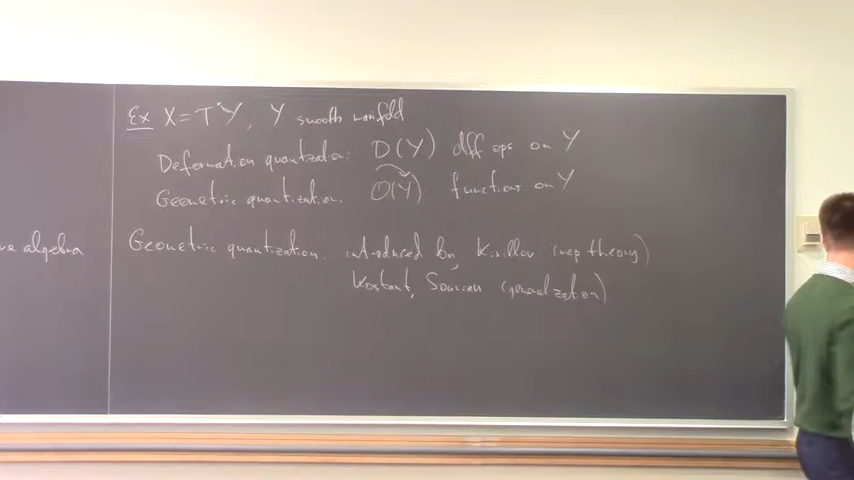 Ex X = T*Y, Y smooth manifold
Deformation quantization: D(Y) diff ops on Y
Geometric quantization: O(Y) functions on Y
algebra
Geometric quantization introduced by Kirillov (rep theory)
Kostant, Souriau (generalization)